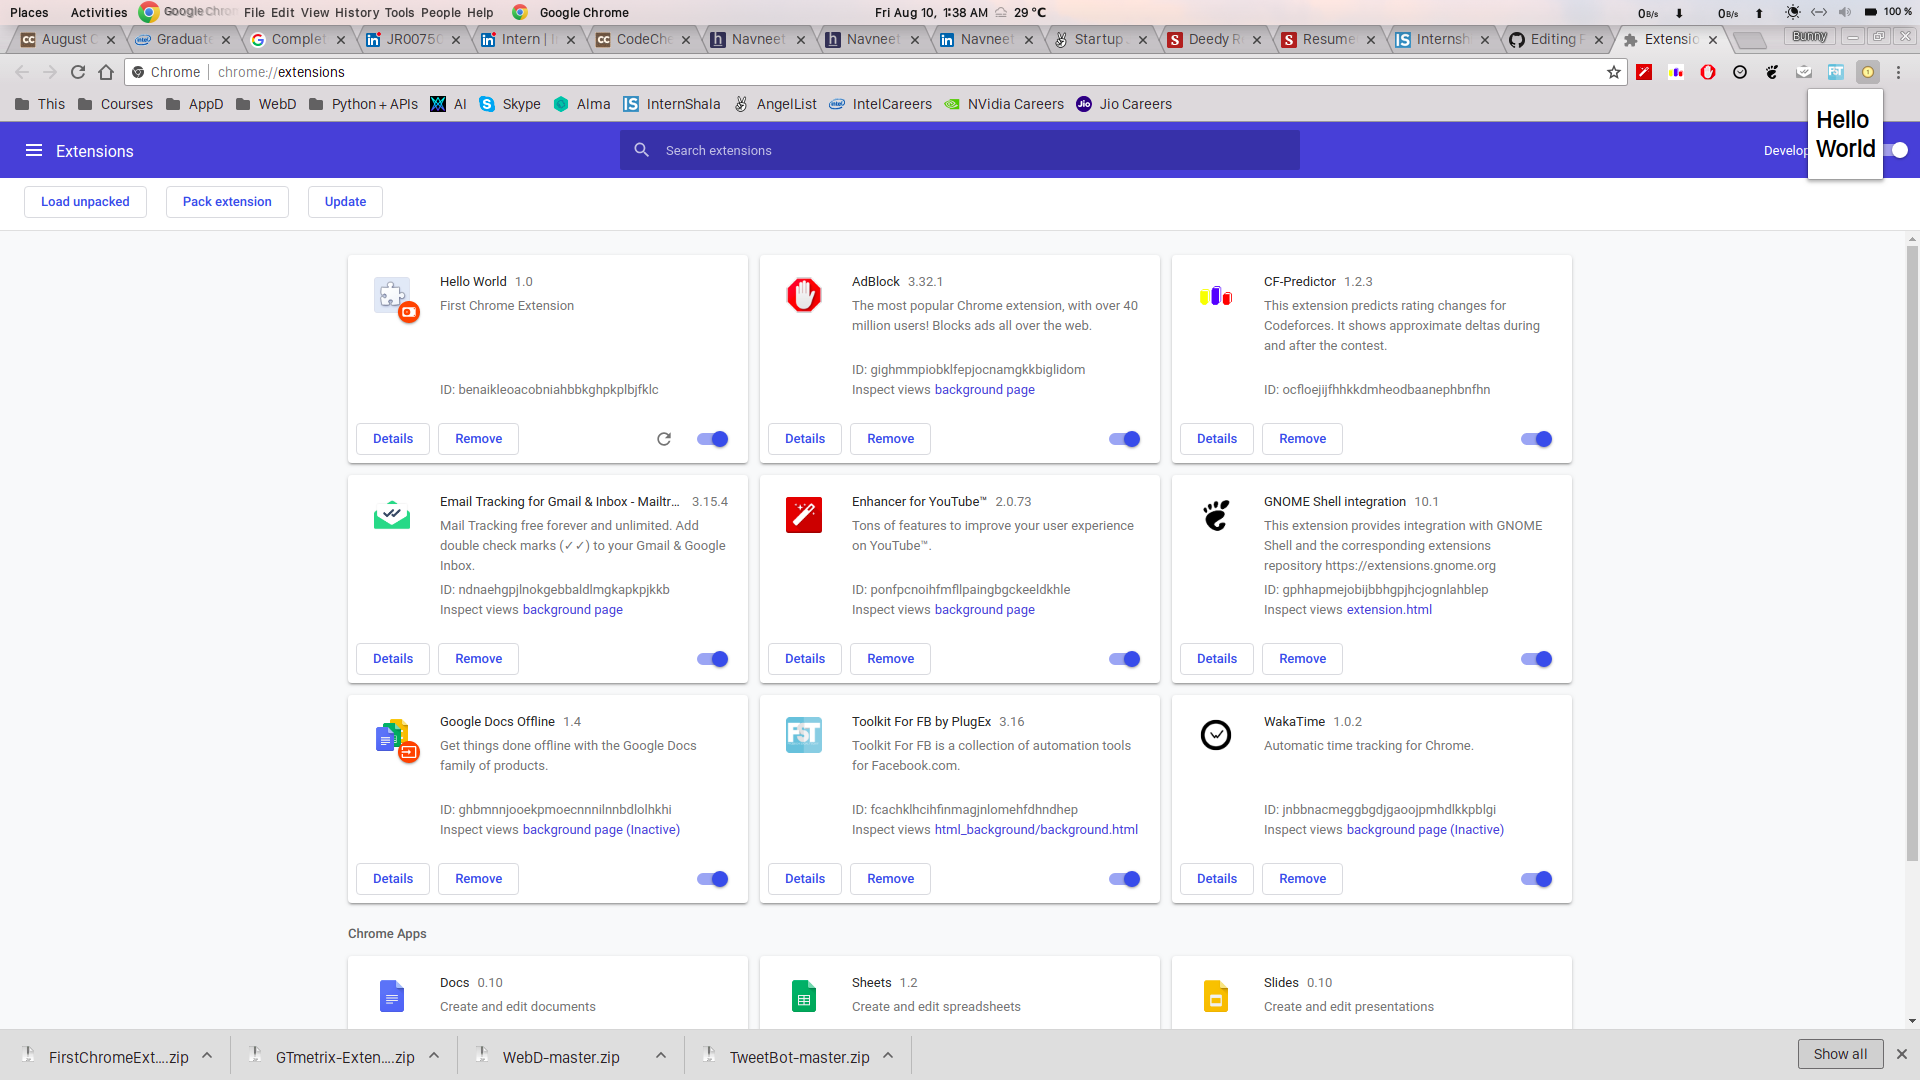 Places Activities Google Chrome File Edit View History Tools People Help Google Chrome Fri Aug 10, 1:38 AM 29 °C 0B/s 0B/s 100 %
August Graduate Complet JR0075 Intern | CodeChe Navneet Navneet Navneet Startup Deedy R Resume Internsh Editing Extensio Bunny
Chrome chrome://extensions
This Courses AppD WebD Python + APIs AI Skype Alma InternShala AngelList IntelCareers NVidia Careers Jio Careers
Hello
World
Extensions Search extensions Develop
Load unpacked Pack extension Update
Hello World 1.0
First Chrome Extension
ID: benaikleoacobniahbbkghpkplbjfklc
Details Remove
AdBlock 3.32.1
The most popular Chrome extension, with over 40
million users! Blocks ads all over the web.
ID: gighmmpiobklfepjocnamgkkbiglidom
Inspect views background page
Details Remove
CF-Predictor 1.2.3
This extension predicts rating changes for
Codeforces. It shows approximate deltas during
and after the contest.
ID: ocfloejijfhhkkdmheodbaanephbnfhn
Details Remove
Email Tracking for Gmail & Inbox - Mailtr... 3.15.4
Mail Tracking free forever and unlimited. Add
double check marks (✓✓) to your Gmail & Google
Inbox.
ID: ndnaehgpjlnokgebbaldlmgkapkpjkkb
Inspect views background page
Details Remove
Enhancer for YouTube™ 2.0.73
Tons of features to improve your user experience
on YouTube™.
ID: ponfpcnoihfmfllpaingbgckeeldkhle
Inspect views background page
Details Remove
GNOME Shell integration 10.1
This extension provides integration with GNOME
Shell and the corresponding extensions
repository https://extensions.gnome.org
ID: gphhapmejobijbbhgpjhcjognlahblep
Inspect views extension.html
Details Remove
Google Docs Offline 1.4
Get things done offline with the Google Docs
family of products.
ID: ghbmnnjooekpmoecnnnilnnbdlolhkhi
Inspect views background page (Inactive)
Details Remove
FST
Toolkit For FB by PlugEx 3.16
Toolkit For FB is a collection of automation tools
for Facebook.com.
ID: fcachklhcihfinmagjnlomehfdhndhep
Inspect views html_background/background.html
Details Remove
WakaTime 1.0.2
Automatic time tracking for Chrome.
ID: jnbbnacmeggbgdjgaoojpmhdlkkpblgi
Inspect views background page (Inactive)
Details Remove
Chrome Apps
Docs 0.10
Create and edit documents
Sheets 1.2
Create and edit spreadsheets
Slides 0.10
Create and edit presentations
FirstChromeExt....zip GTmetrix-Exten....zip WebD-master.zip TweetBot-master.zip Show all